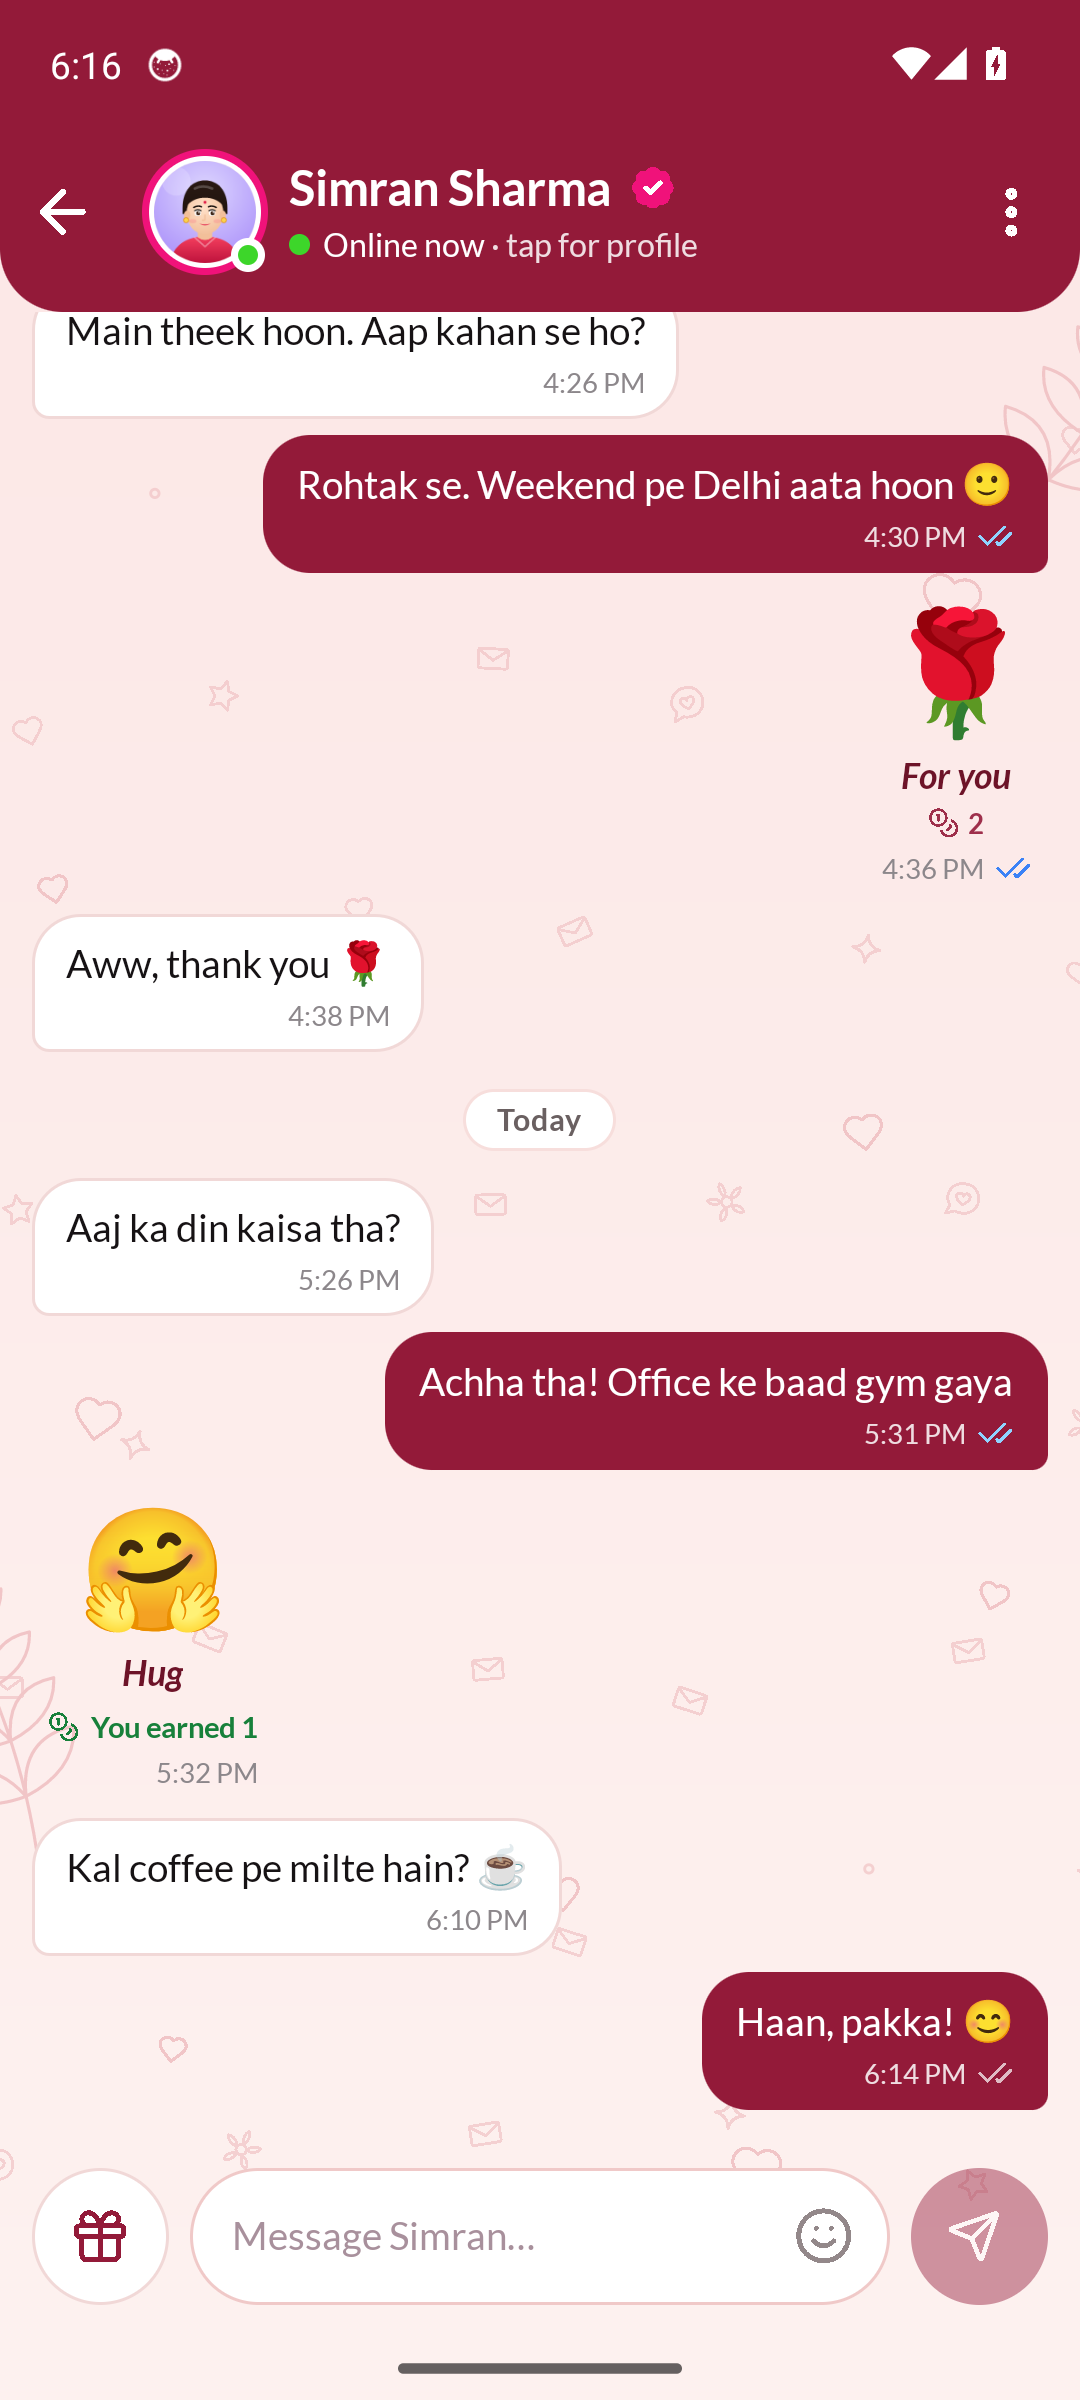 6:16
Simran Sharma
Online now · tap for profile
Main theek hoon. Aap kahan se ho?
4:26 PM
Rohtak se. Weekend pe Delhi aata hoon 🙂
4:30 PM
For you
2
4:36 PM
Aww, thank you 🌹
4:38 PM
Today
Aaj ka din kaisa tha?
5:26 PM
Achha tha! Office ke baad gym gaya
5:31 PM
Hug
You earned 1
5:32 PM
Kal coffee pe milte hain? ☕
6:10 PM
Haan, pakka! 😊
6:14 PM
Message Simran...